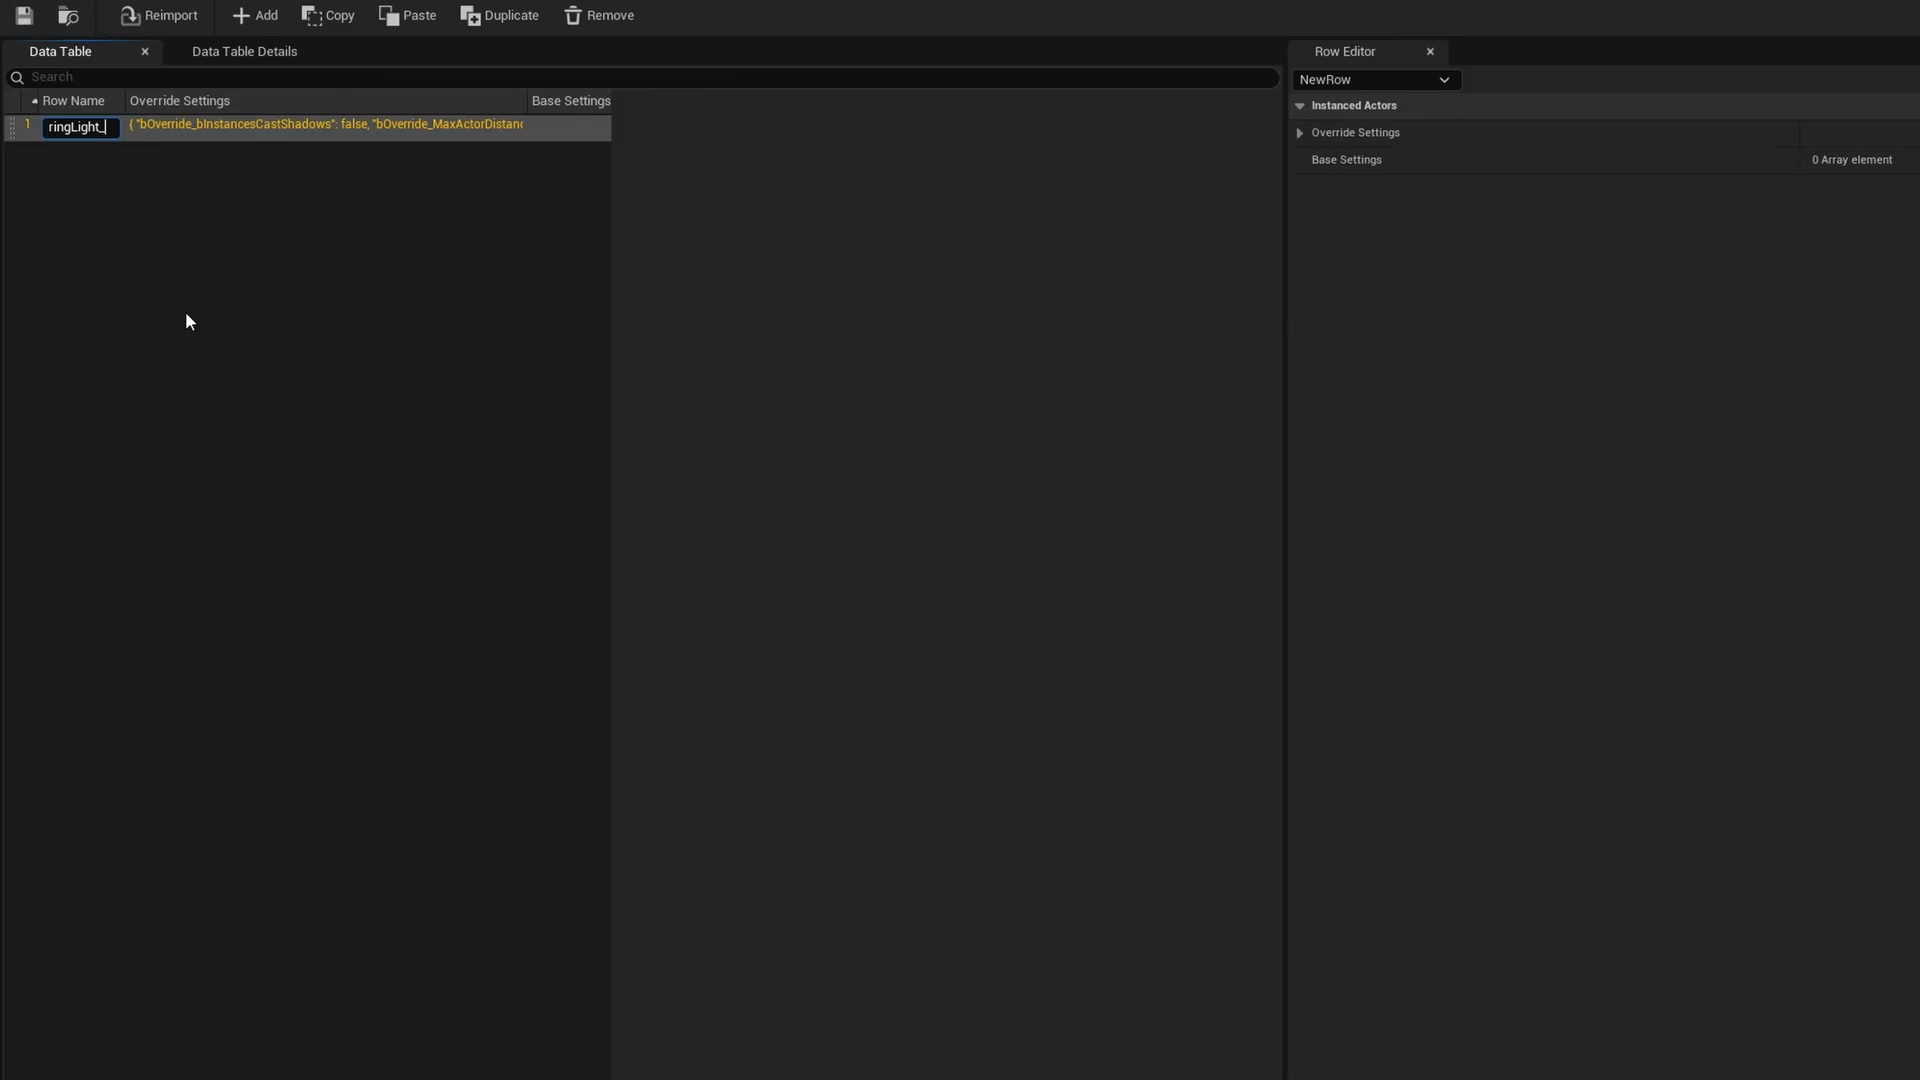 Reimport Add Copy Paste Duplicate Remove
Data Table Data Table Details
Row Editor
Search
NewRow
Row Name Override Settings Base Settings
Instanced Actors
1 ringLight_ { "bOverride_bInstancesCastShadows": false, "bOverride_MaxActorDistanc
Override Settings
Base Settings 0 Array element